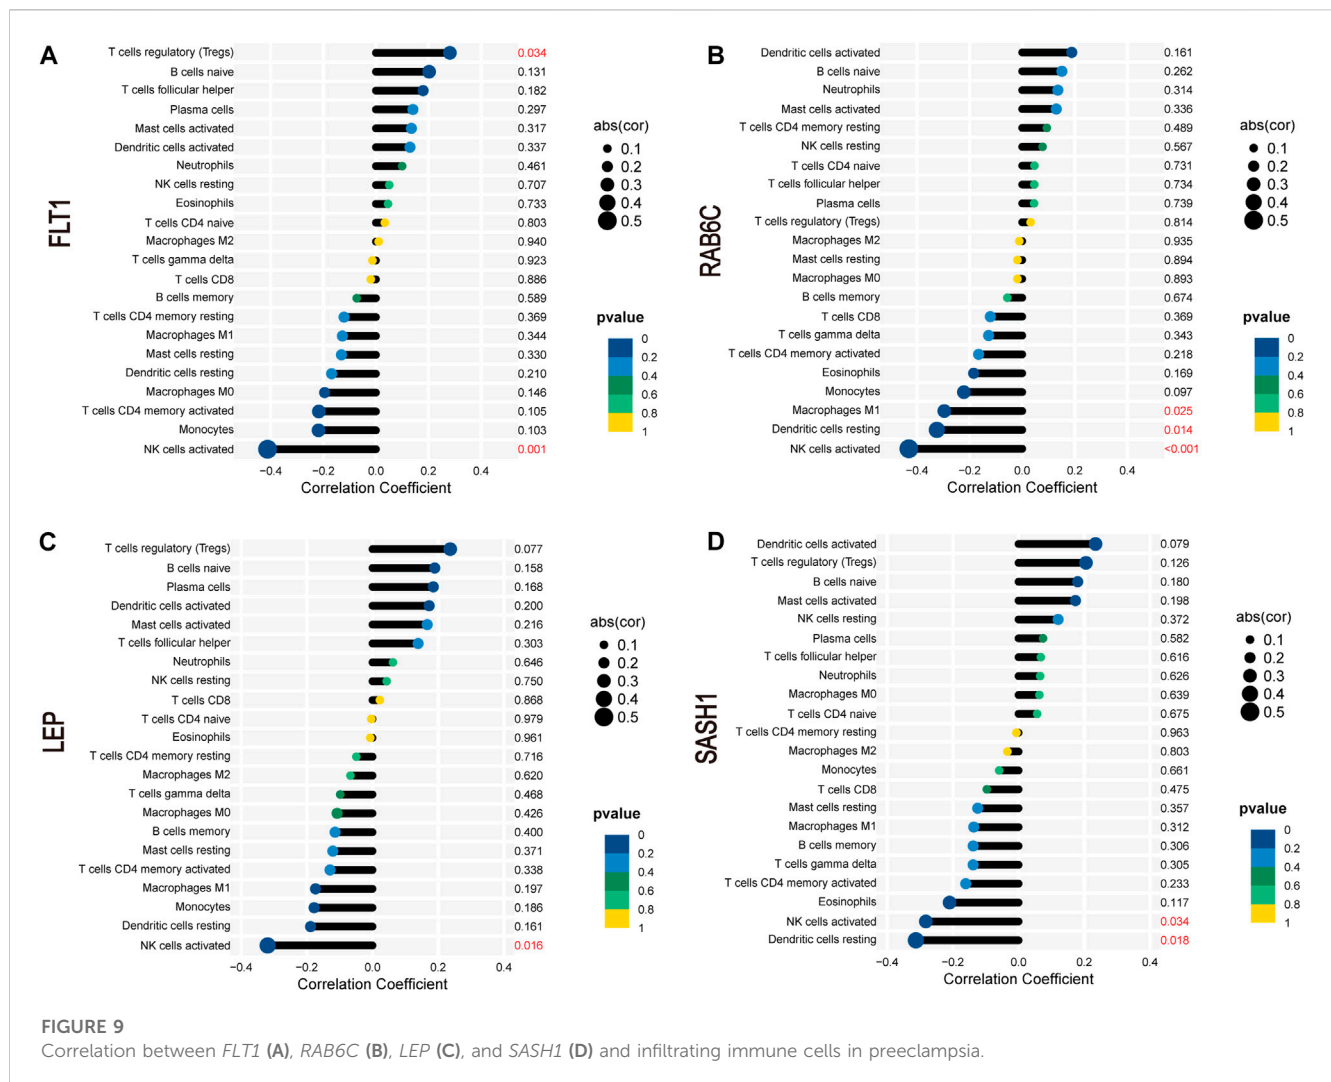 A
FLT1
T cells regulatory (Tregs) 0.034
B cells naive 0.131
T cells follicular helper 0.182
Plasma cells 0.297
Mast cells activated 0.317
Dendritic cells activated 0.337
Neutrophils 0.461
NK cells resting 0.707
Eosinophils 0.733
T cells CD4 naive 0.803
Macrophages M2 0.940
T cells gamma delta 0.923
T cells CD8 0.886
B cells memory 0.589
T cells CD4 memory resting 0.369
Macrophages M1 0.344
Mast cells resting 0.330
Dendritic cells resting 0.210
Macrophages M0 0.146
T cells CD4 memory activated 0.105
Monocytes 0.103
NK cells activated 0.001
−0.4 −0.2 0.0 0.2 0.4
Correlation Coefficient
abs(cor)
0.1
0.2
0.3
0.4
0.5
pvalue
0
0.2
0.4
0.6
0.8
1
B
RAB6C
Dendritic cells activated 0.161
B cells naive 0.262
Neutrophils 0.314
Mast cells activated 0.336
T cells CD4 memory resting 0.489
NK cells resting 0.567
T cells CD4 naive 0.731
T cells follicular helper 0.734
Plasma cells 0.739
T cells regulatory (Tregs) 0.814
Macrophages M2 0.935
Mast cells resting 0.894
Macrophages M0 0.893
B cells memory 0.674
T cells CD8 0.369
T cells gamma delta 0.343
T cells CD4 memory activated 0.218
Eosinophils 0.169
Monocytes 0.097
Macrophages M1 0.025
Dendritic cells resting 0.014
NK cells activated <0.001
−0.4 −0.2 0.0 0.2 0.4
Correlation Coefficient
abs(cor)
0.1
0.2
0.3
0.4
0.5
pvalue
0
0.2
0.4
0.6
0.8
1
C
LEP
T cells regulatory (Tregs) 0.077
B cells naive 0.158
Plasma cells 0.168
Dendritic cells activated 0.200
Mast cells activated 0.216
T cells follicular helper 0.303
Neutrophils 0.646
NK cells resting 0.750
T cells CD8 0.868
T cells CD4 naive 0.979
Eosinophils 0.961
T cells CD4 memory resting 0.716
Macrophages M2 0.620
T cells gamma delta 0.468
Macrophages M0 0.426
B cells memory 0.400
Mast cells resting 0.371
T cells CD4 memory activated 0.338
Macrophages M1 0.197
Monocytes 0.186
Dendritic cells resting 0.161
NK cells activated 0.016
−0.4 −0.2 0.0 0.2 0.4
Correlation Coefficient
abs(cor)
0.1
0.2
0.3
0.4
0.5
pvalue
0
0.2
0.4
0.6
0.8
1
D
SASH1
Dendritic cells activated 0.079
T cells regulatory (Tregs) 0.126
B cells naive 0.180
Mast cells activated 0.198
NK cells resting 0.372
Plasma cells 0.582
T cells follicular helper 0.616
Neutrophils 0.626
Macrophages M0 0.639
T cells CD4 naive 0.675
T cells CD4 memory resting 0.963
Macrophages M2 0.803
Monocytes 0.661
T cells CD8 0.475
Mast cells resting 0.357
Macrophages M1 0.312
B cells memory 0.306
T cells gamma delta 0.305
T cells CD4 memory activated 0.233
Eosinophils 0.117
NK cells activated 0.034
Dendritic cells resting 0.018
−0.4 −0.2 0.0 0.2 0.4
Correlation Coefficient
abs(cor)
0.1
0.2
0.3
0.4
0.5
pvalue
0
0.2
0.4
0.6
0.8
1
FIGURE 9
Correlation between FLT1 (A), RAB6C (B), LEP (C), and SASH1 (D) and infiltrating immune cells in preeclampsia.